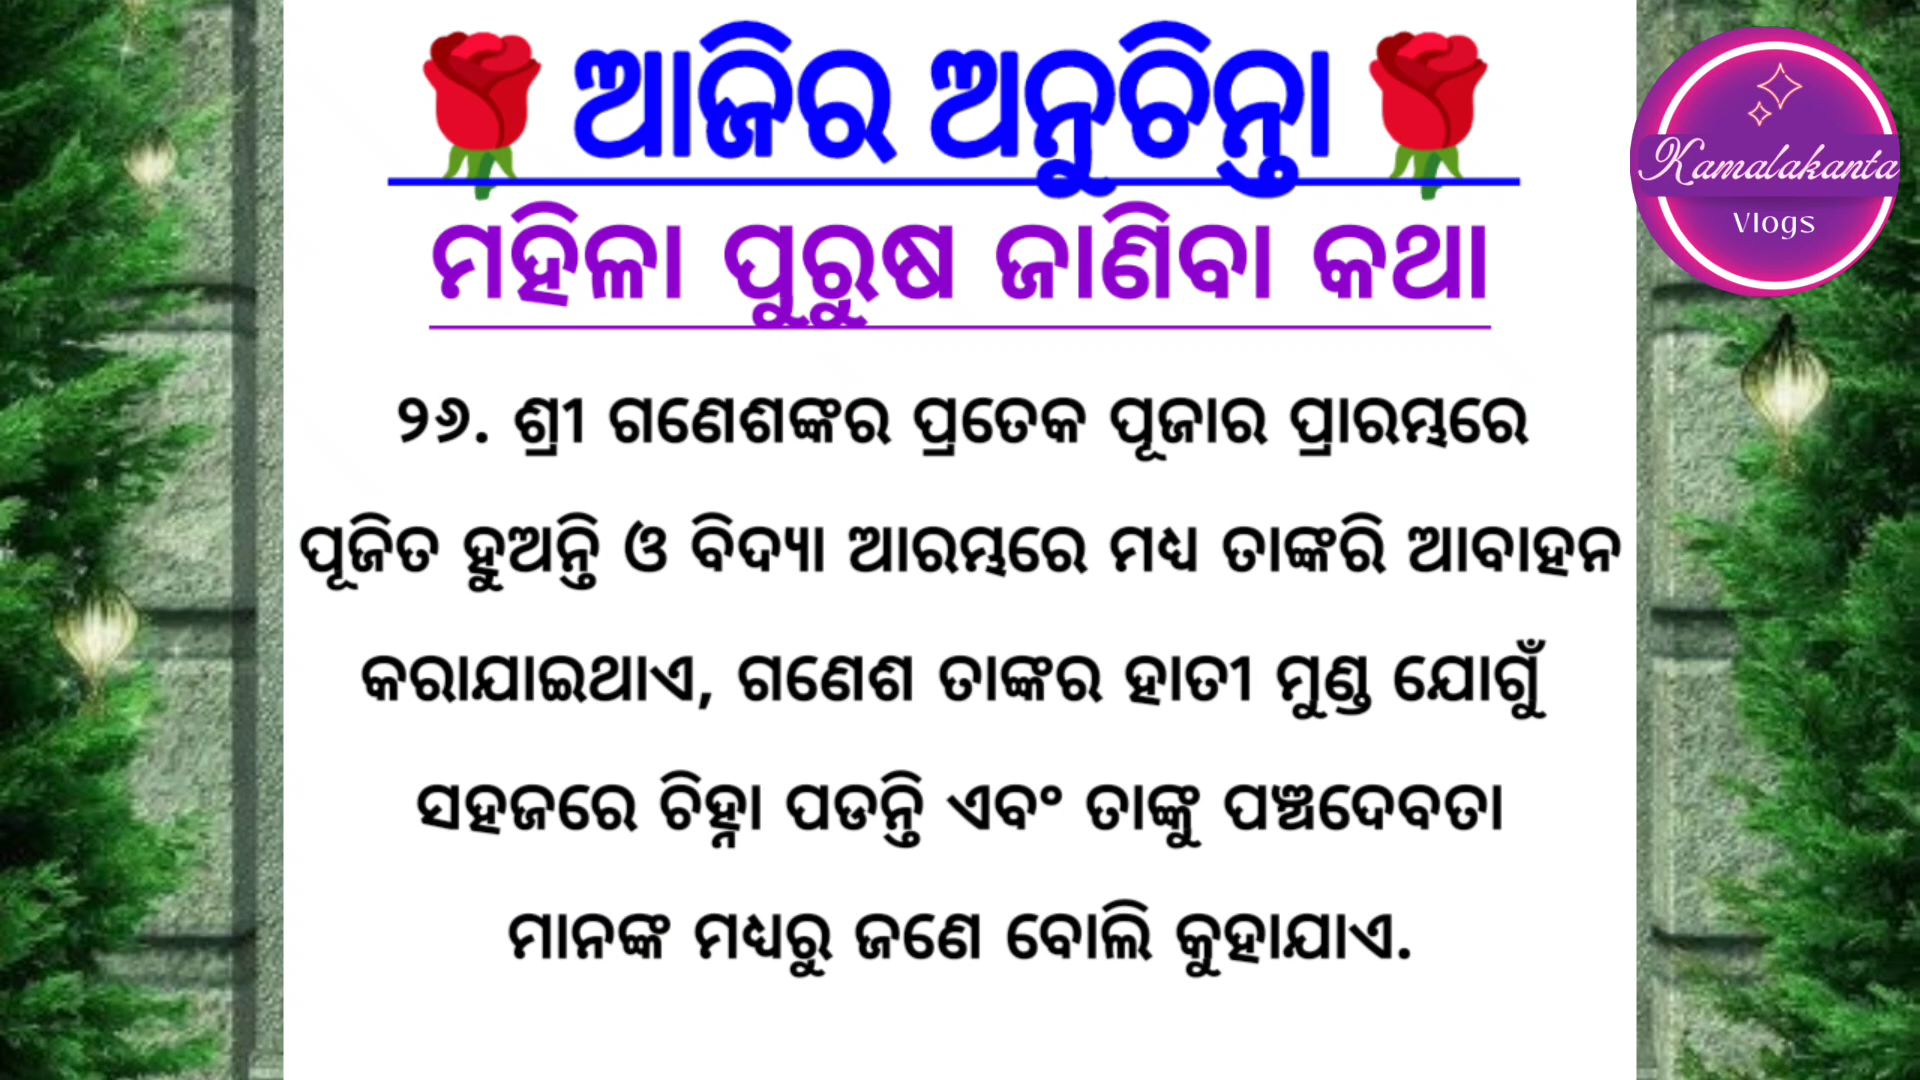 🌹ଆଜିର ଅନୁଚିନ୍ତା🌹
ମହିଳା ପୁରୁଷ ଜାଣିବା କଥା
୨୬. ଶ୍ରୀ ଗଣେଶଙ୍କର ପ୍ରତେକ ପୂଜାର ପ୍ରାରମ୍ଭରେ
ପୂଜିତ ହୁଅନ୍ତି ଓ ବିଦ୍ୟା ଆରମ୍ଭରେ ମଧ୍ୟ ତାଙ୍କରି ଆବାହନ
କରାଯାଇଥାଏ, ଗଣେଶ ତାଙ୍କର ହାତୀ ମୁଣ୍ଡ ଯୋଗୁଁ
ସହଜରେ ଚିହ୍ନା ପଡନ୍ତି ଏବଂ ତାଙ୍କୁ ପଞ୍ଚଦେବତା
ମାନଙ୍କ ମଧ୍ୟରୁ ଜଣେ ବୋଲି କୁହାଯାଏ.
Kamalakanta
Vlogs